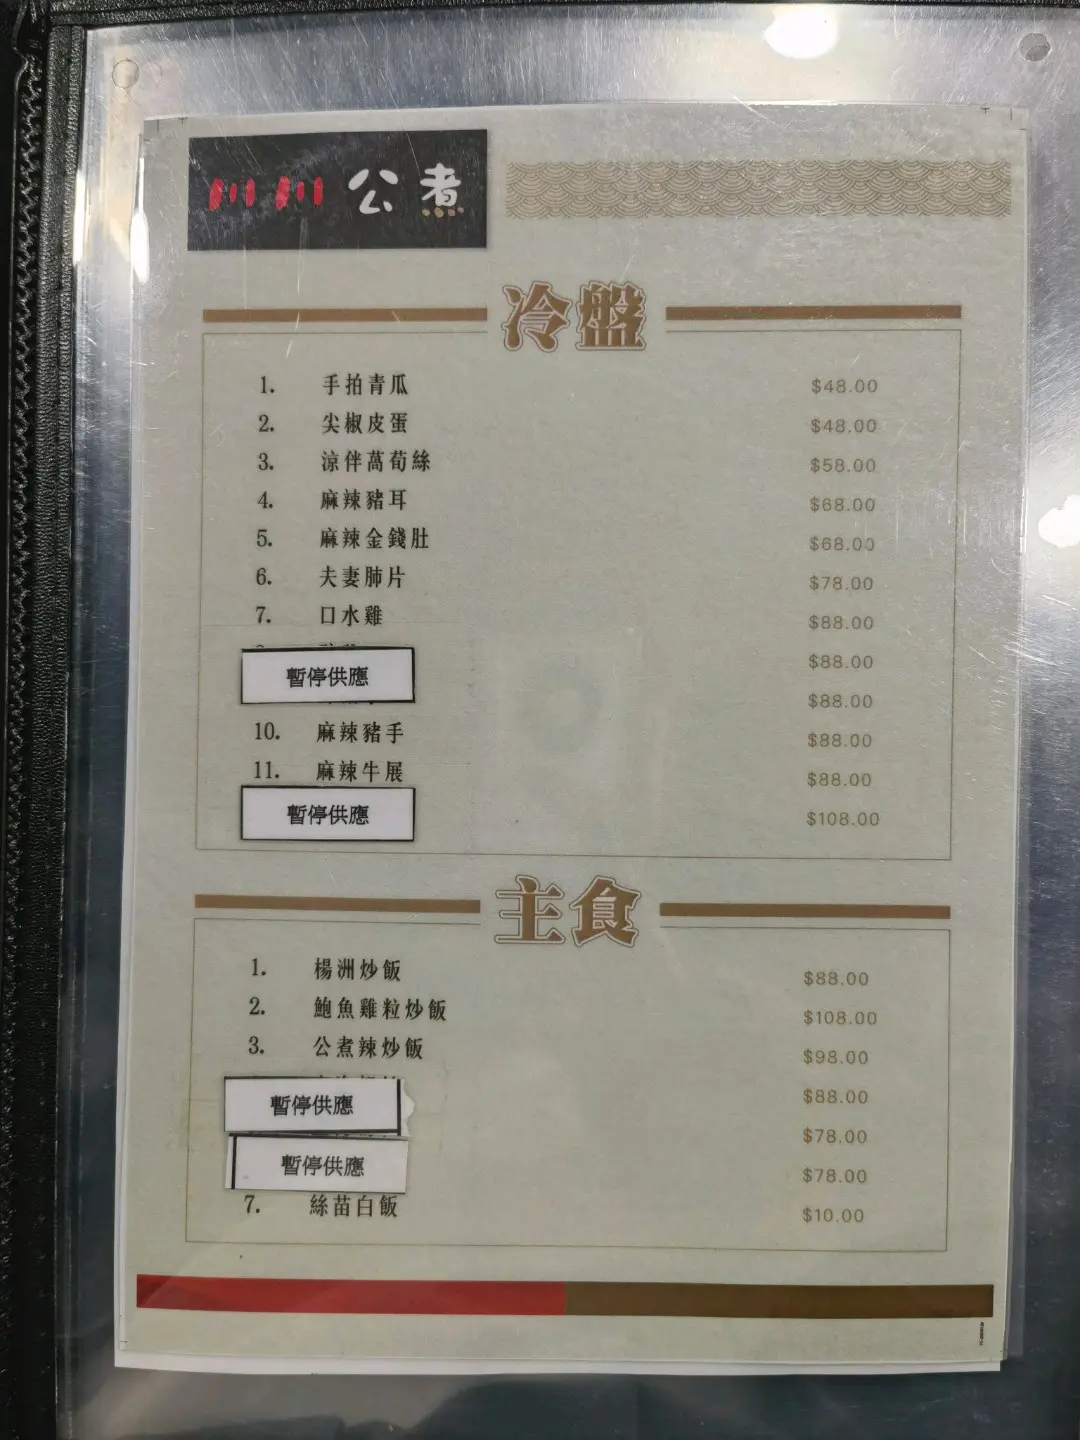 川川公煮
冷盤
1. 手拍青瓜 $48.00
2. 尖椒皮蛋 $48.00
3. 涼伴萵荀絲 $58.00
4. 麻辣豬耳 $68.00
5. 麻辣金錢肚 $68.00
6. 夫妻肺片 $78.00
7. 口水雞 $88.00
$88.00
暫停供應
$88.00
10. 麻辣豬手 $88.00
11. 麻辣牛展 $88.00
暫停供應 $108.00
主食
1. 楊洲炒飯 $88.00
2. 鮑魚雞粒炒飯 $108.00
3. 公煮辣炒飯 $98.00
暫停供應 $88.00
$78.00
暫停供應 $78.00
7. 絲苗白飯 $10.00